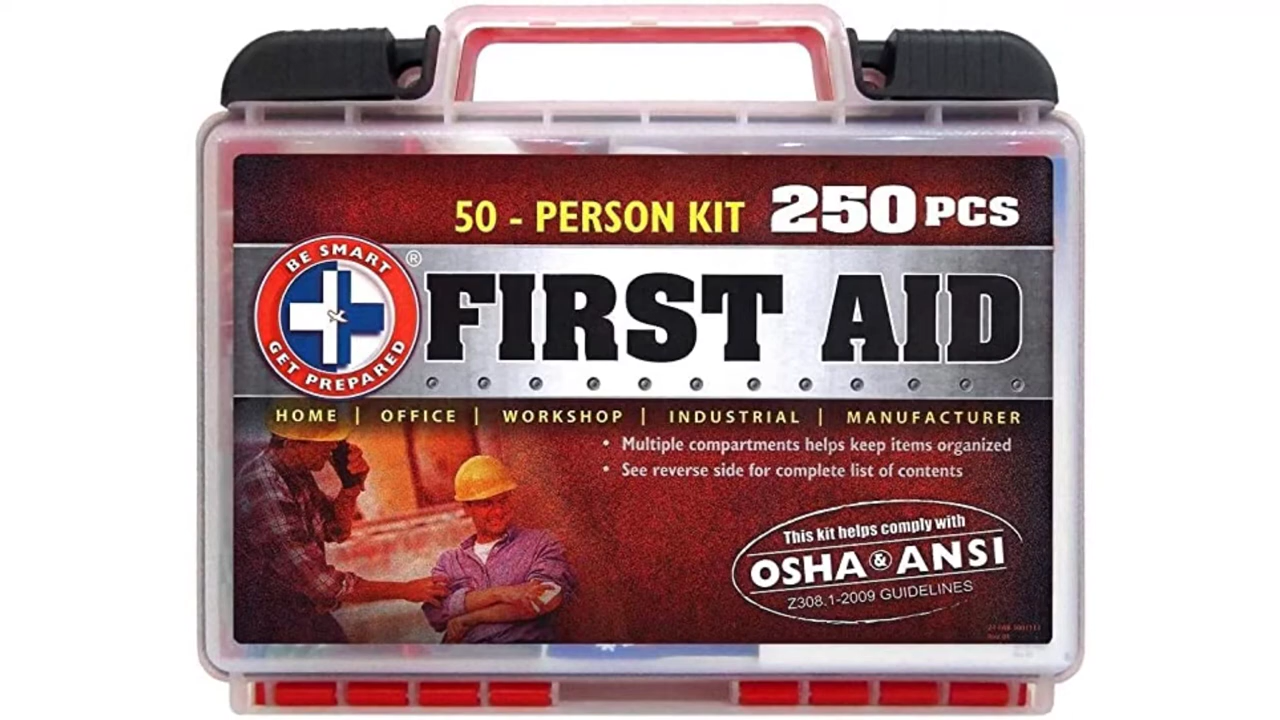 50 - PERSON KIT 250 PCS
BE SMART
GET PREPARED
®
FIRST AID
HOME | OFFICE | WORKSHOP | INDUSTRIAL | MANUFACTURER
• Multiple compartments helps keep items organized
• See reverse side for complete list of contents
This kit helps comply with
OSHA & ANSI
Z308.1-2009 GUIDELINES